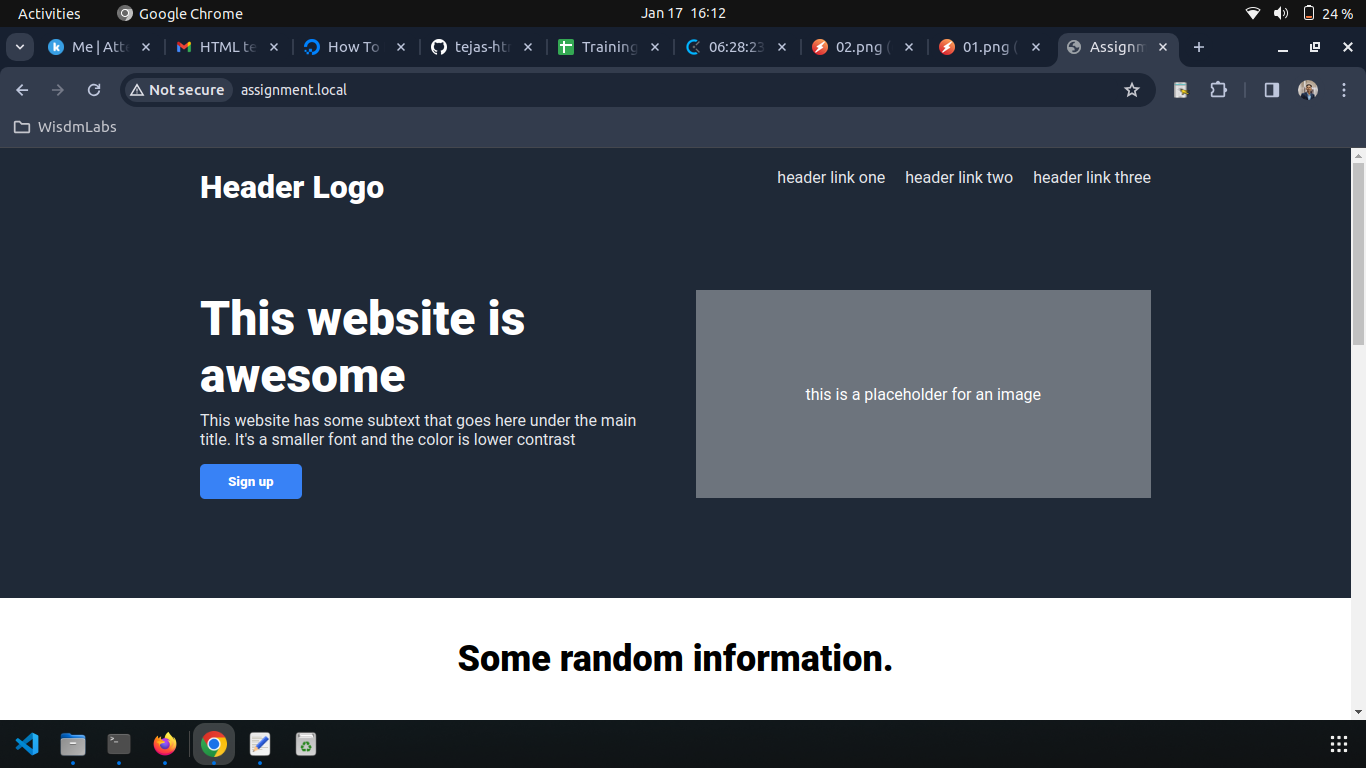 Activities
Google Chrome
Jan 17 16:12
24 %
Me | Atte
HTML te
How To
tejas-ht
Training
06:28:23
02.png (
01.png (
Assignm
Not secure
assignment.local
WisdmLabs
Header Logo
header link one
header link two
header link three
This website is
awesome
This website has some subtext that goes here under the main
title. It's a smaller font and the color is lower contrast
Sign up
this is a placeholder for an image
Some random information.